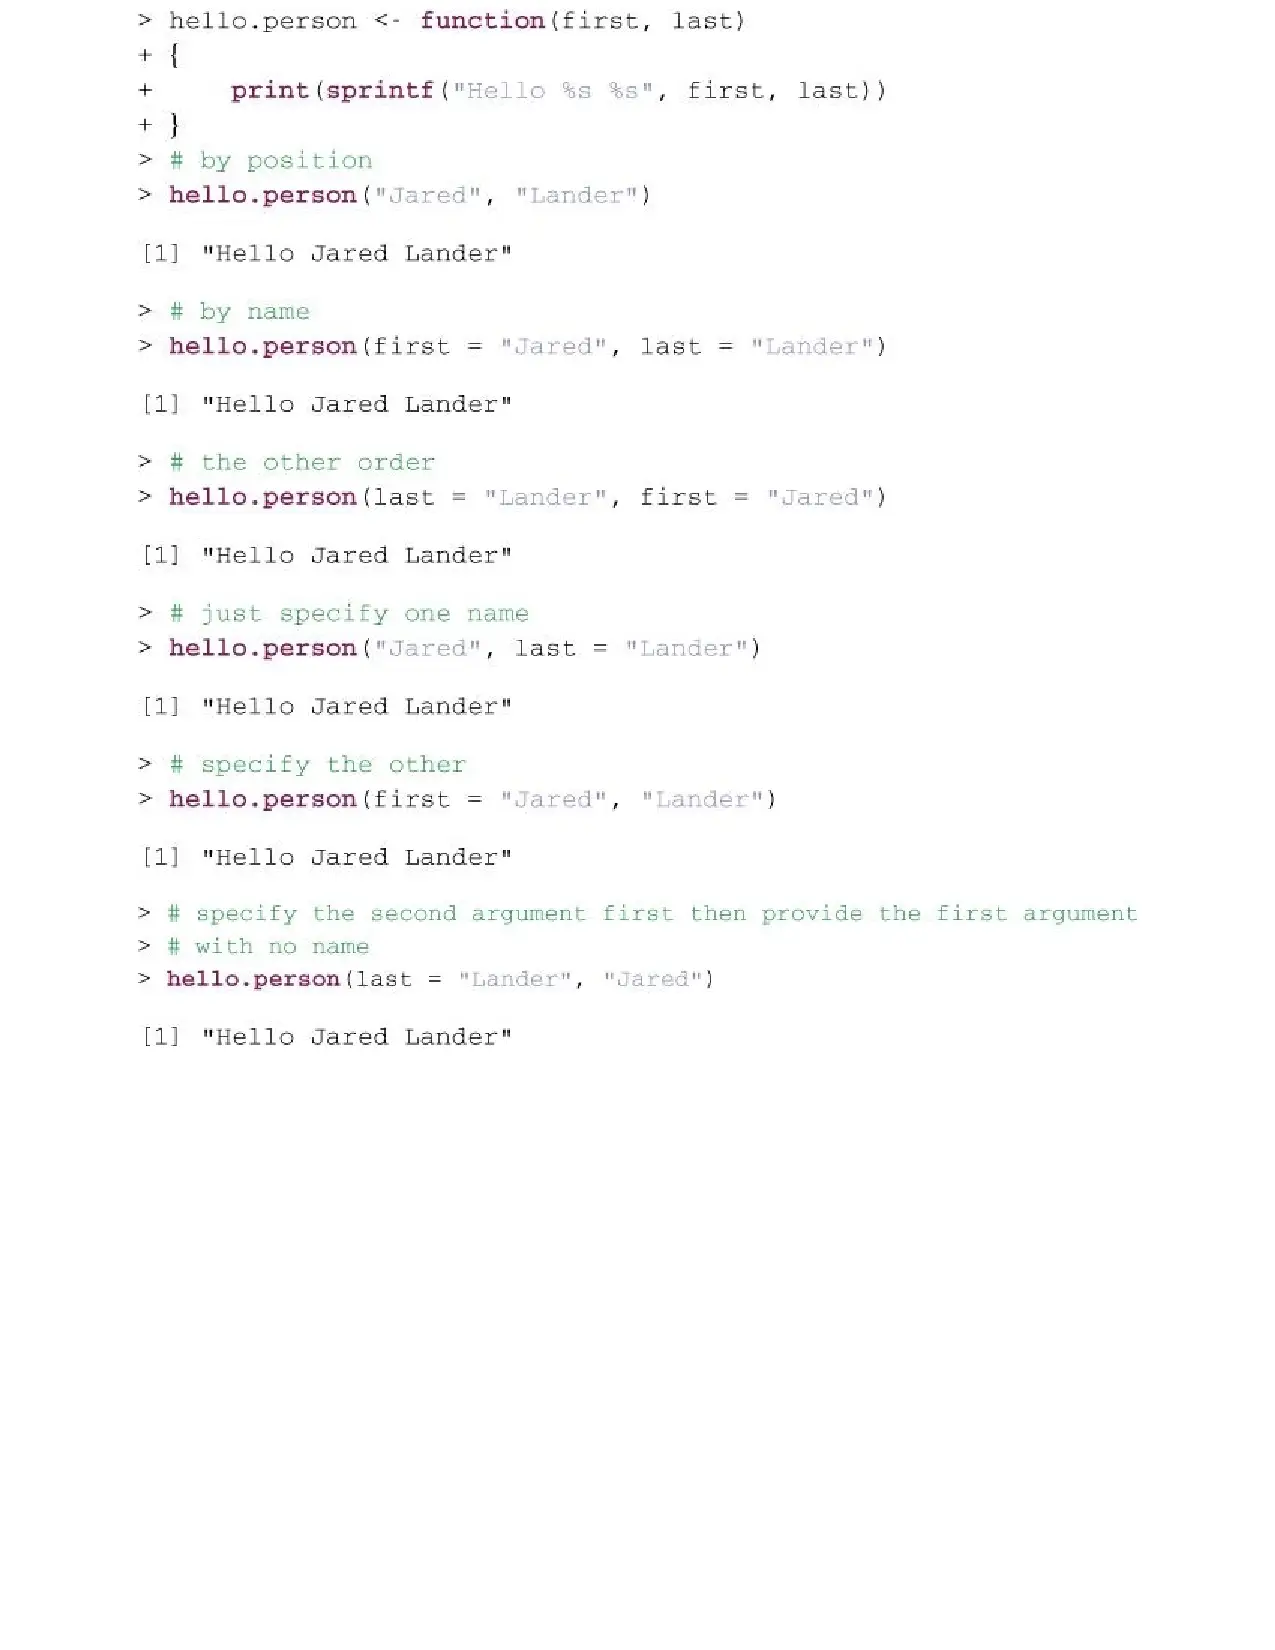 > hello.person <- function(first, last)
+ {
+     print(sprintf("Hello %s %s", first, last))
+ }
> # by position
> hello.person("Jared", "Lander")
[1] "Hello Jared Lander"
> # by name
> hello.person(first = "Jared", last = "Lander")
[1] "Hello Jared Lander"
> # the other order
> hello.person(last = "Lander", first = "Jared")
[1] "Hello Jared Lander"
> # just specify one name
> hello.person("Jared", last = "Lander")
[1] "Hello Jared Lander"
> # specify the other
> hello.person(first = "Jared", "Lander")
[1] "Hello Jared Lander"
> # specify the second argument first then provide the first argument
> # with no name
> hello.person(last = "Lander", "Jared")
[1] "Hello Jared Lander"